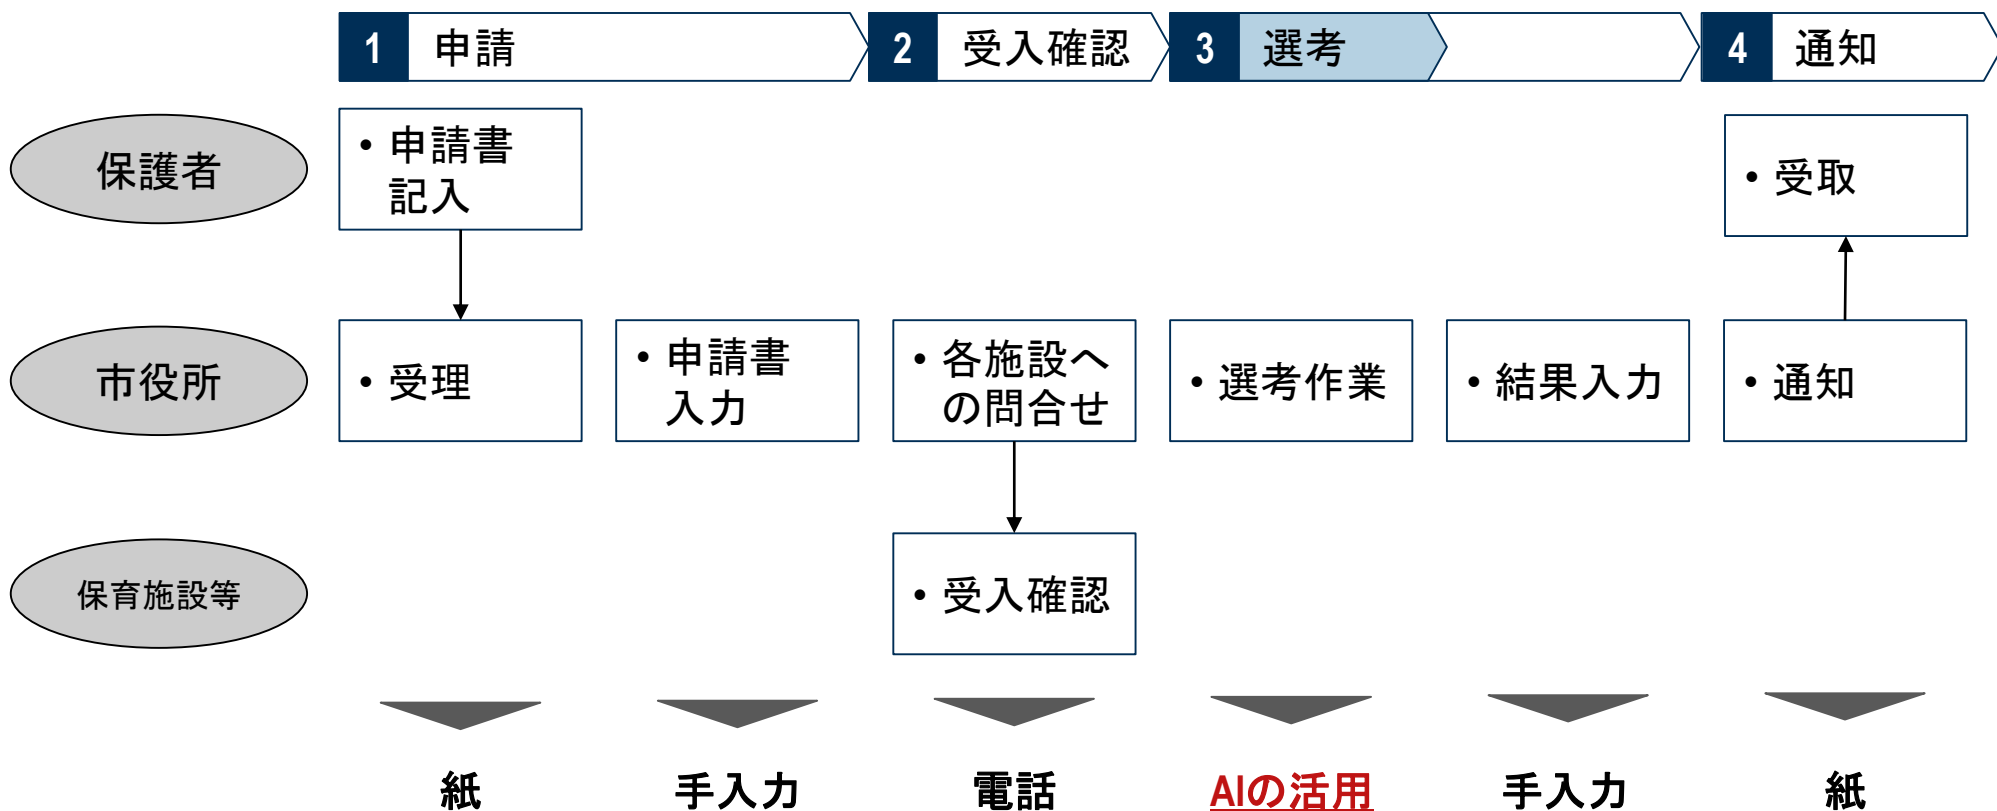 1 申請
2 受入確認
3 選考
4 通知
保護者
• 申請書
記入
• 受取
市役所
• 受理
• 申請書
入力
• 各施設へ
の問合せ
• 選考作業
• 結果入力
• 通知
保育施設等
• 受入確認
紙
手入力
電話
AIの活用
手入力
紙